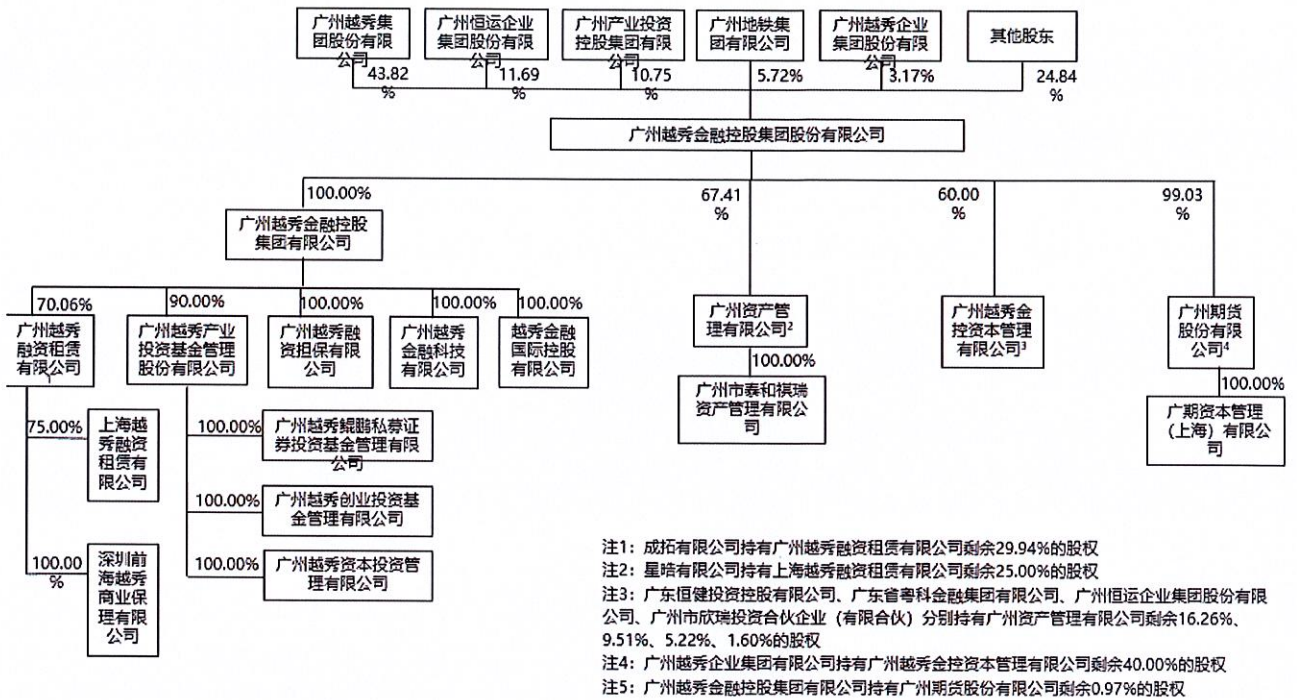 广州越秀集
团股份有限
公司
广州恒运企业
集团股份有限
公司
广州产业投资
控股集团有限
公司
广州地铁集
团有限公司
广州越秀企业
集团股份有限
公司
其他股东
43.82
%
11.69
%
10.75
%
5.72%
3.17%
24.84
%
广州越秀金融控股集团股份有限公司
100.00%
67.41
%
60.00
%
99.03
%
广州越秀金融控股
集团有限公司
70.06%
90.00%
100.00%
100.00%
100.00%
广州越秀
融资租赁
有限公司
1
广州越秀产业
投资基金管理
股份有限公司
广州越秀融
资担保有限
公司
广州越秀
金融科技
有限公司
越秀金融
国际控股
有限公司
广州资产管
理有限公司2
广州越秀金
控资本管理
有限公司3
广州期货
股份有限
公司4
100.00%
广州市泰和祺瑞
资产管理有限公
司
100.00%
广期资本管理
（上海）有限公
司
75.00%
上海越
秀融资
租赁有
限公司
100.00
%
深圳前
海越秀
商业保
理有限
公司
100.00%
广州越秀鲲鹏私募证
券投资基金管理有限
公司
100.00%
广州越秀创业投资基
金管理有限公司
100.00%
广州越秀资本投资管
理有限公司
注1：成拓有限公司持有广州越秀融资租赁有限公司剩余29.94%的股权
注2：星晧有限公司持有上海越秀融资租赁有限公司剩余25.00%的股权
注3：广东恒健投资控股有限公司、广东省粤科金融集团有限公司、广州恒运企业集团股份有限
公司、广州市欣瑞投资合伙企业（有限合伙）分别持有广州资产管理有限公司剩余16.26%、
9.51%、5.22%、1.60%的股权
注4：广州越秀企业集团有限公司持有广州越秀金控资本管理有限公司剩余40.00%的股权
注5：广州越秀金融控股集团有限公司持有广州期货股份有限公司剩余0.97%的股权